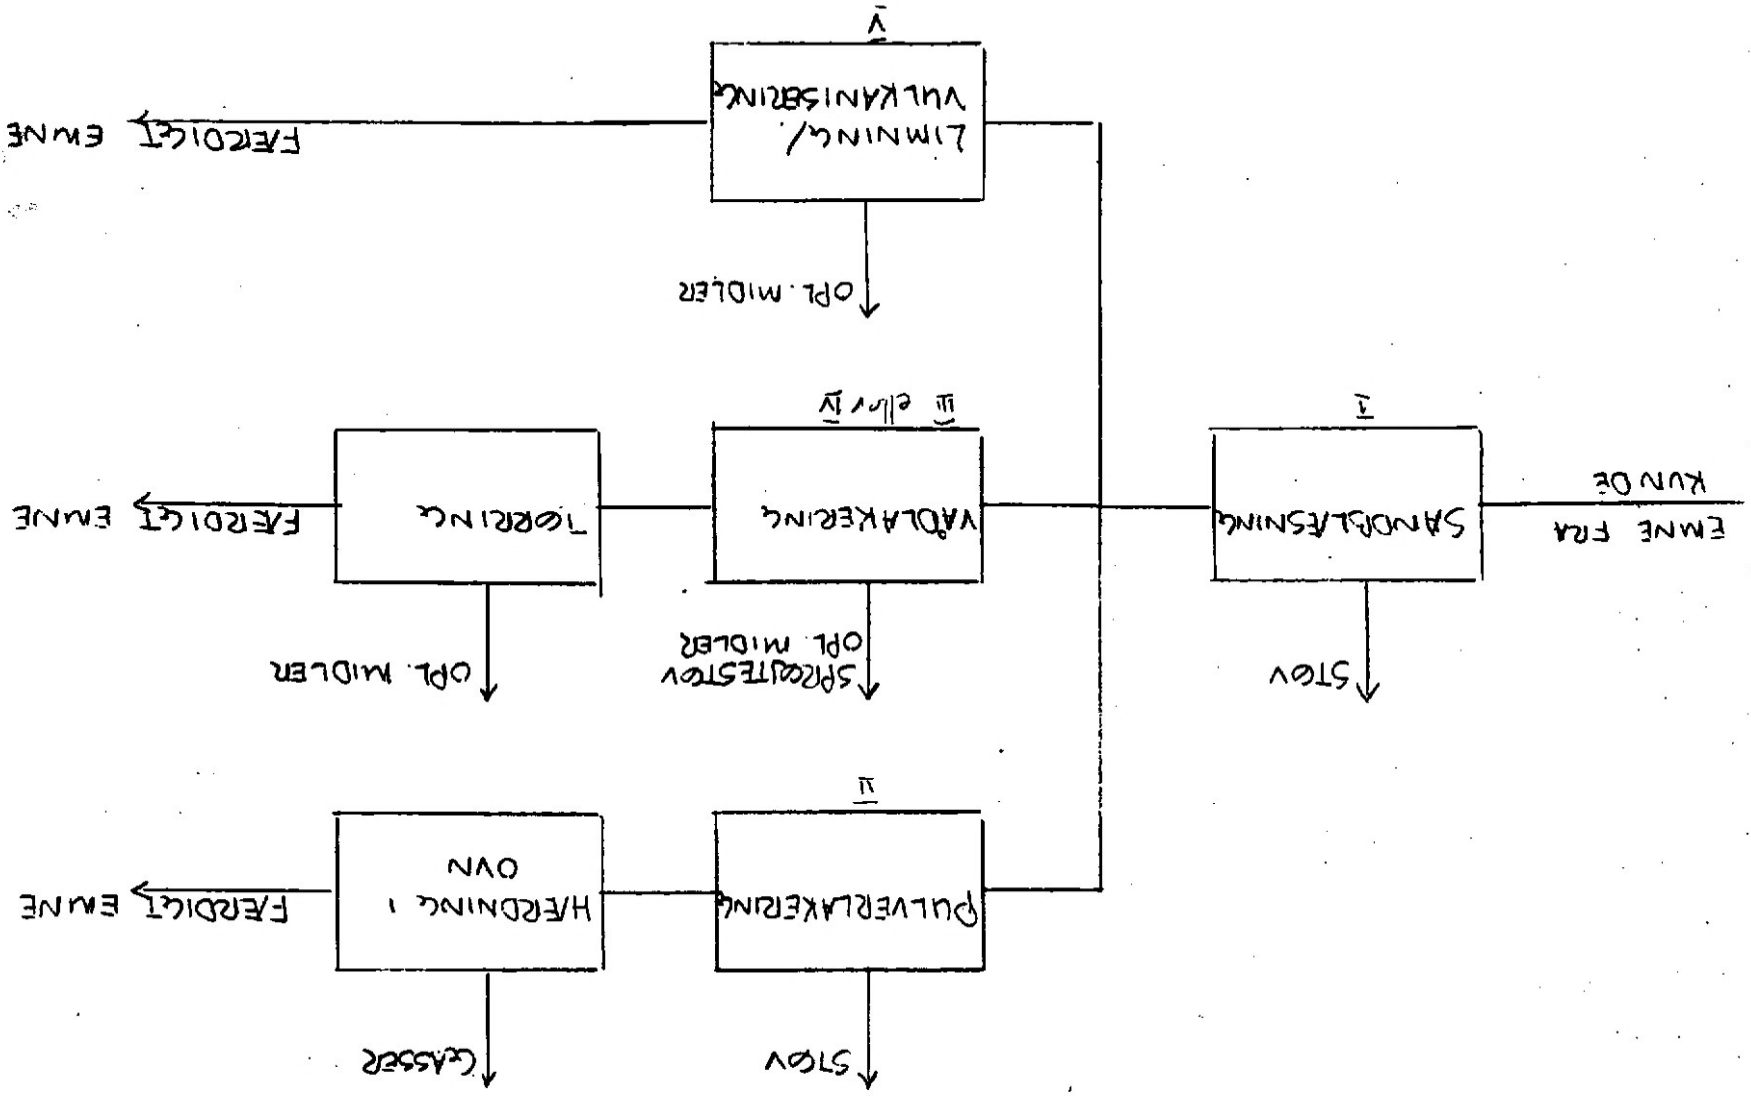 STØV
GASSER
PULVERLAKERING
HÆRDNING I
OVN
FÆRDIGT EMNE
II
STØV
SPRØJTESTØV
OPL. MIDLER
OPL. MIDLER
EMNE FRA
KUNDE
SANDBLÆSNING
VÅDLAKERING
TØRRING
FÆRDIGT EMNE
I
III eller IV
OPL. MIDLER
LIMNING/
VULKANISERING
FÆRDIGT EMNE
V